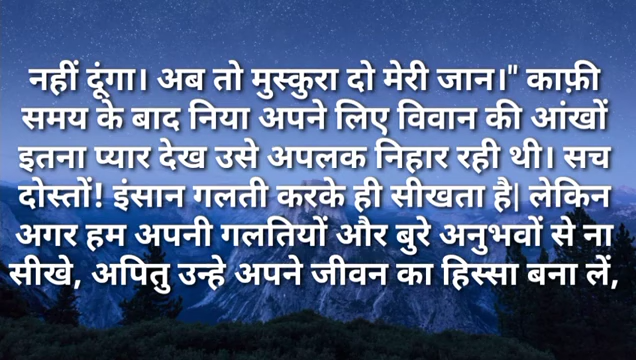 नहीं दूंगा। अब तो मुस्कुरा दो मेरी जान।" काफ़ी
समय के बाद निया अपने लिए विवान की आंखों
इतना प्यार देख उसे अपलक निहार रही थी। सच
दोस्तों! इंसान गलती करके ही सीखता है| लेकिन
अगर हम अपनी गलतियों और बुरे अनुभवों से ना
सीखे, अपितु उन्हे अपने जीवन का हिस्सा बना लें,